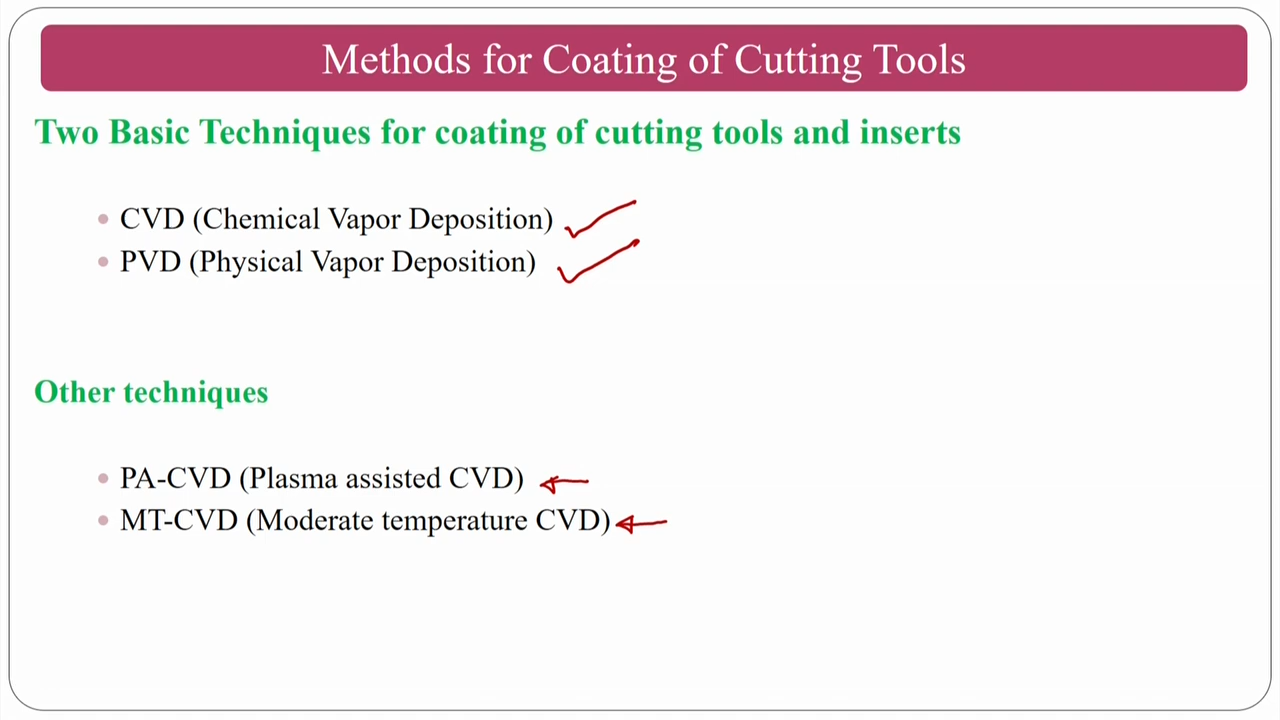 Methods for Coating of Cutting Tools
Two Basic Techniques for coating of cutting tools and inserts
CVD (Chemical Vapor Deposition)
PVD (Physical Vapor Deposition)
Other techniques
PA-CVD (Plasma assisted CVD)
MT-CVD (Moderate temperature CVD)